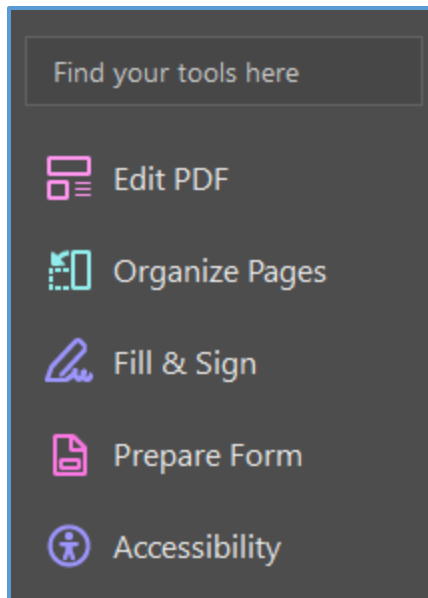 Find your tools here
Edit PDF
Organize Pages
Fill & Sign
Prepare Form
Accessibility